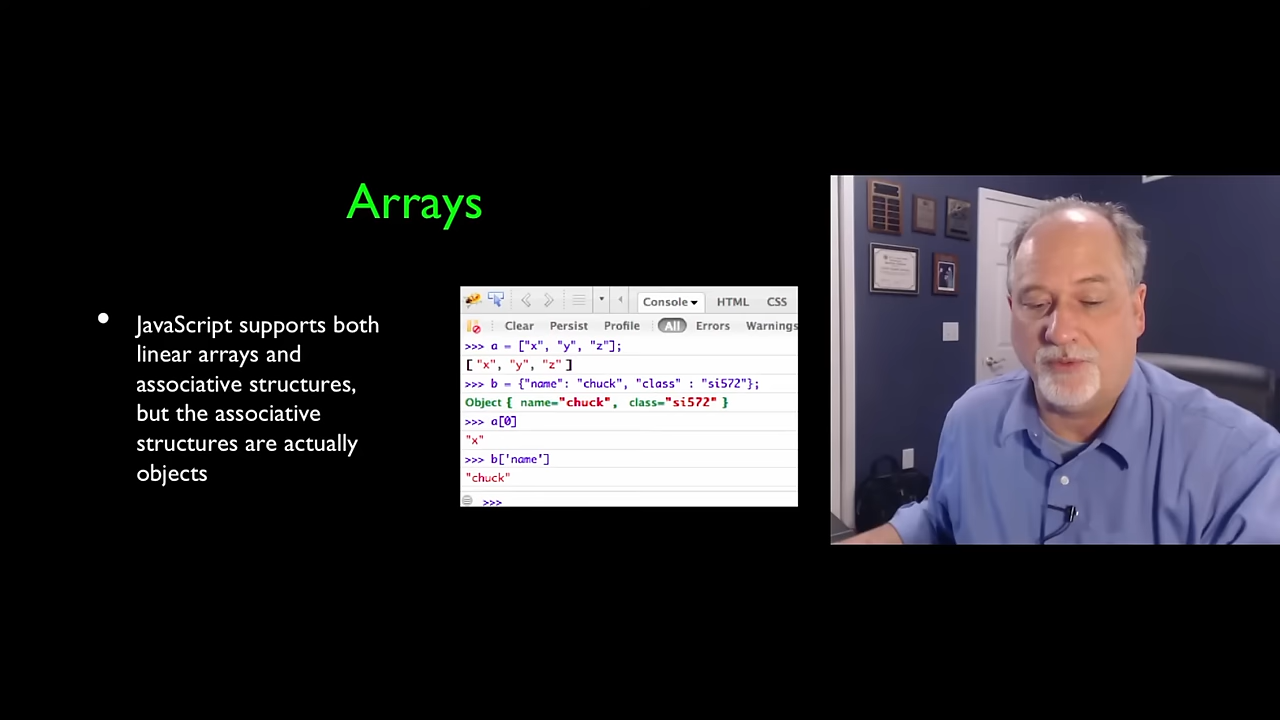 Arrays
• JavaScript supports both
linear arrays and
associative structures,
but the associative
structures are actually
objects
Console HTML CSS
Clear Persist Profile All Errors Warnings
>>> a = ["x", "y", "z"];
["x", "y", "z"]
>>> b = {"name": "chuck", "class" : "si572"};
Object { name="chuck", class="si572" }
>>> a[0]
"x"
>>> b['name']
"chuck"
>>>